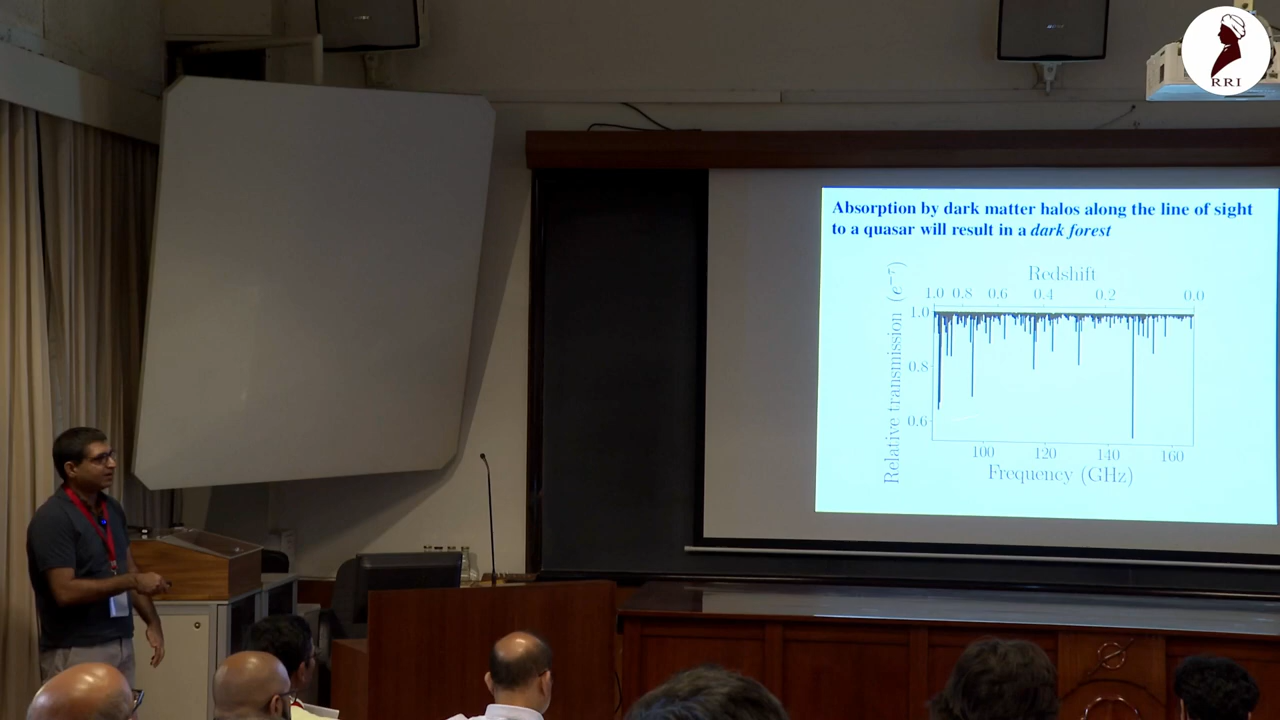 RRI
Absorption by dark matter halos along the line of sight
to a quasar will result in a dark forest
Redshift
1.0 0.8 0.6 0.4 0.2 0.0
Relative transmission (e^-τ)
1.0
0.8
0.6
100 120 140 160
Frequency (GHz)